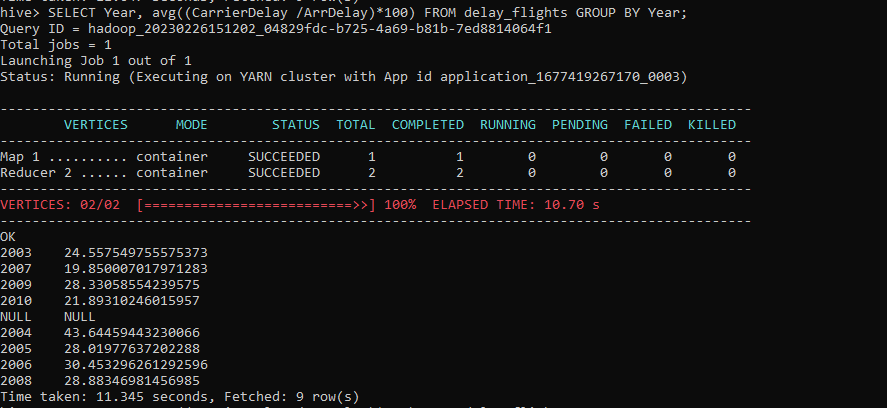 hive> SELECT Year, avg((CarrierDelay /ArrDelay)*100) FROM delay_flights GROUP BY Year;
Query ID = hadoop_20230226151202_04829fdc-b725-4a69-b81b-7ed8814064f1
Total jobs = 1
Launching Job 1 out of 1
Status: Running (Executing on YARN cluster with App id application_1677419267170_0003)
----------------------------------------------------------------------------------------------
VERTICES MODE STATUS TOTAL COMPLETED RUNNING PENDING FAILED KILLED
----------------------------------------------------------------------------------------------
Map 1 .......... container SUCCEEDED 1 1 0 0 0 0
Reducer 2 ...... container SUCCEEDED 2 2 0 0 0 0
----------------------------------------------------------------------------------------------
VERTICES: 02/02 [==========================>>] 100% ELAPSED TIME: 10.70 s
----------------------------------------------------------------------------------------------
OK
2003 24.557549755575373
2007 19.850007017971283
2009 28.33058554239575
2010 21.89310246015957
NULL NULL
2004 43.64459443230066
2005 28.01977637202288
2006 30.453296261292596
2008 28.88346981456985
Time taken: 11.345 seconds, Fetched: 9 row(s)